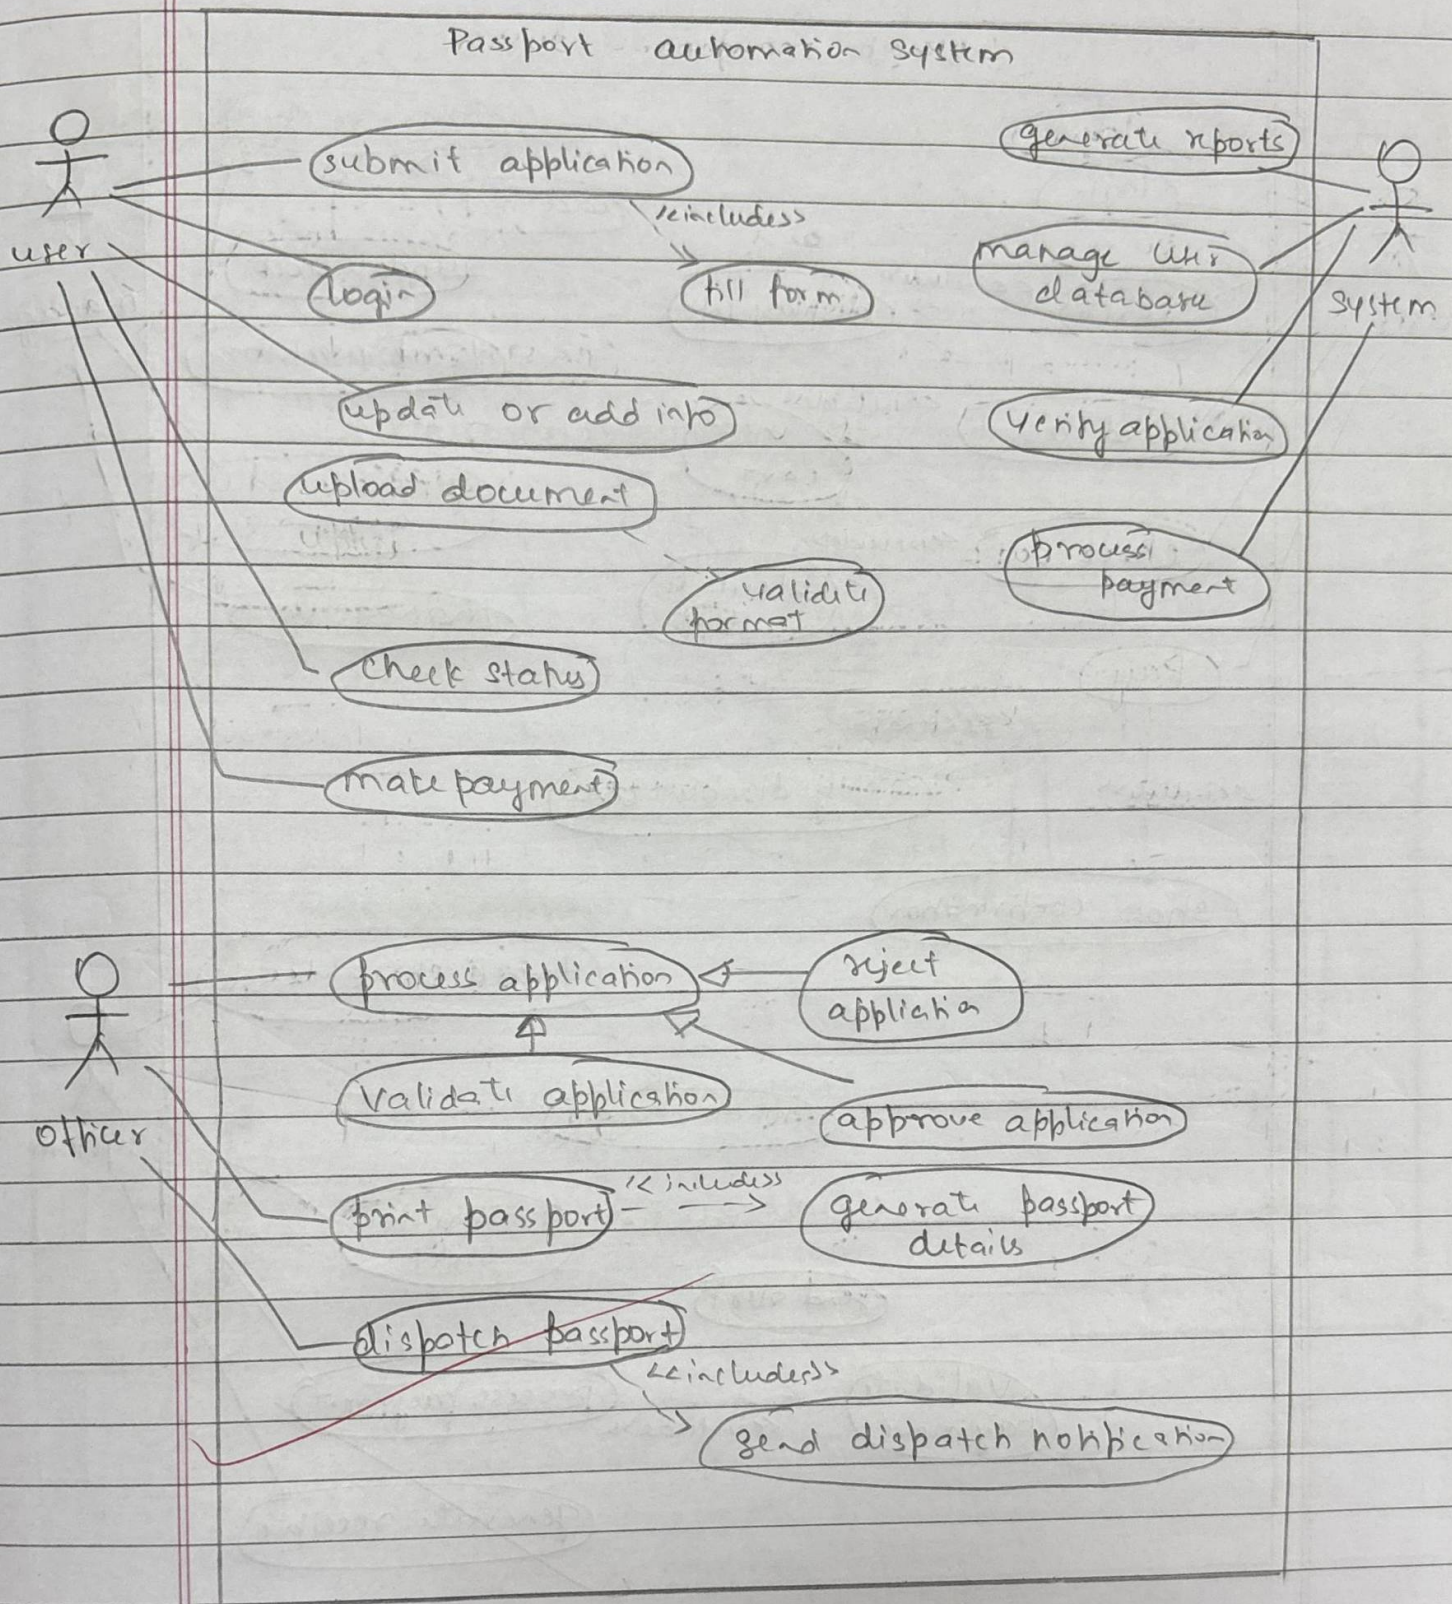 Passport automation system
generate reports
submit application
<<includes>>
user
manage user
database
login
fill form
system
update or add info
verify application
upload document
process
payment
validate
format
check status
make payment
process application
reject
application
validate application
approve application
officer
<<includes>>
print passport
generate passport
details
dispatch passport
<<includes>>
send dispatch notification